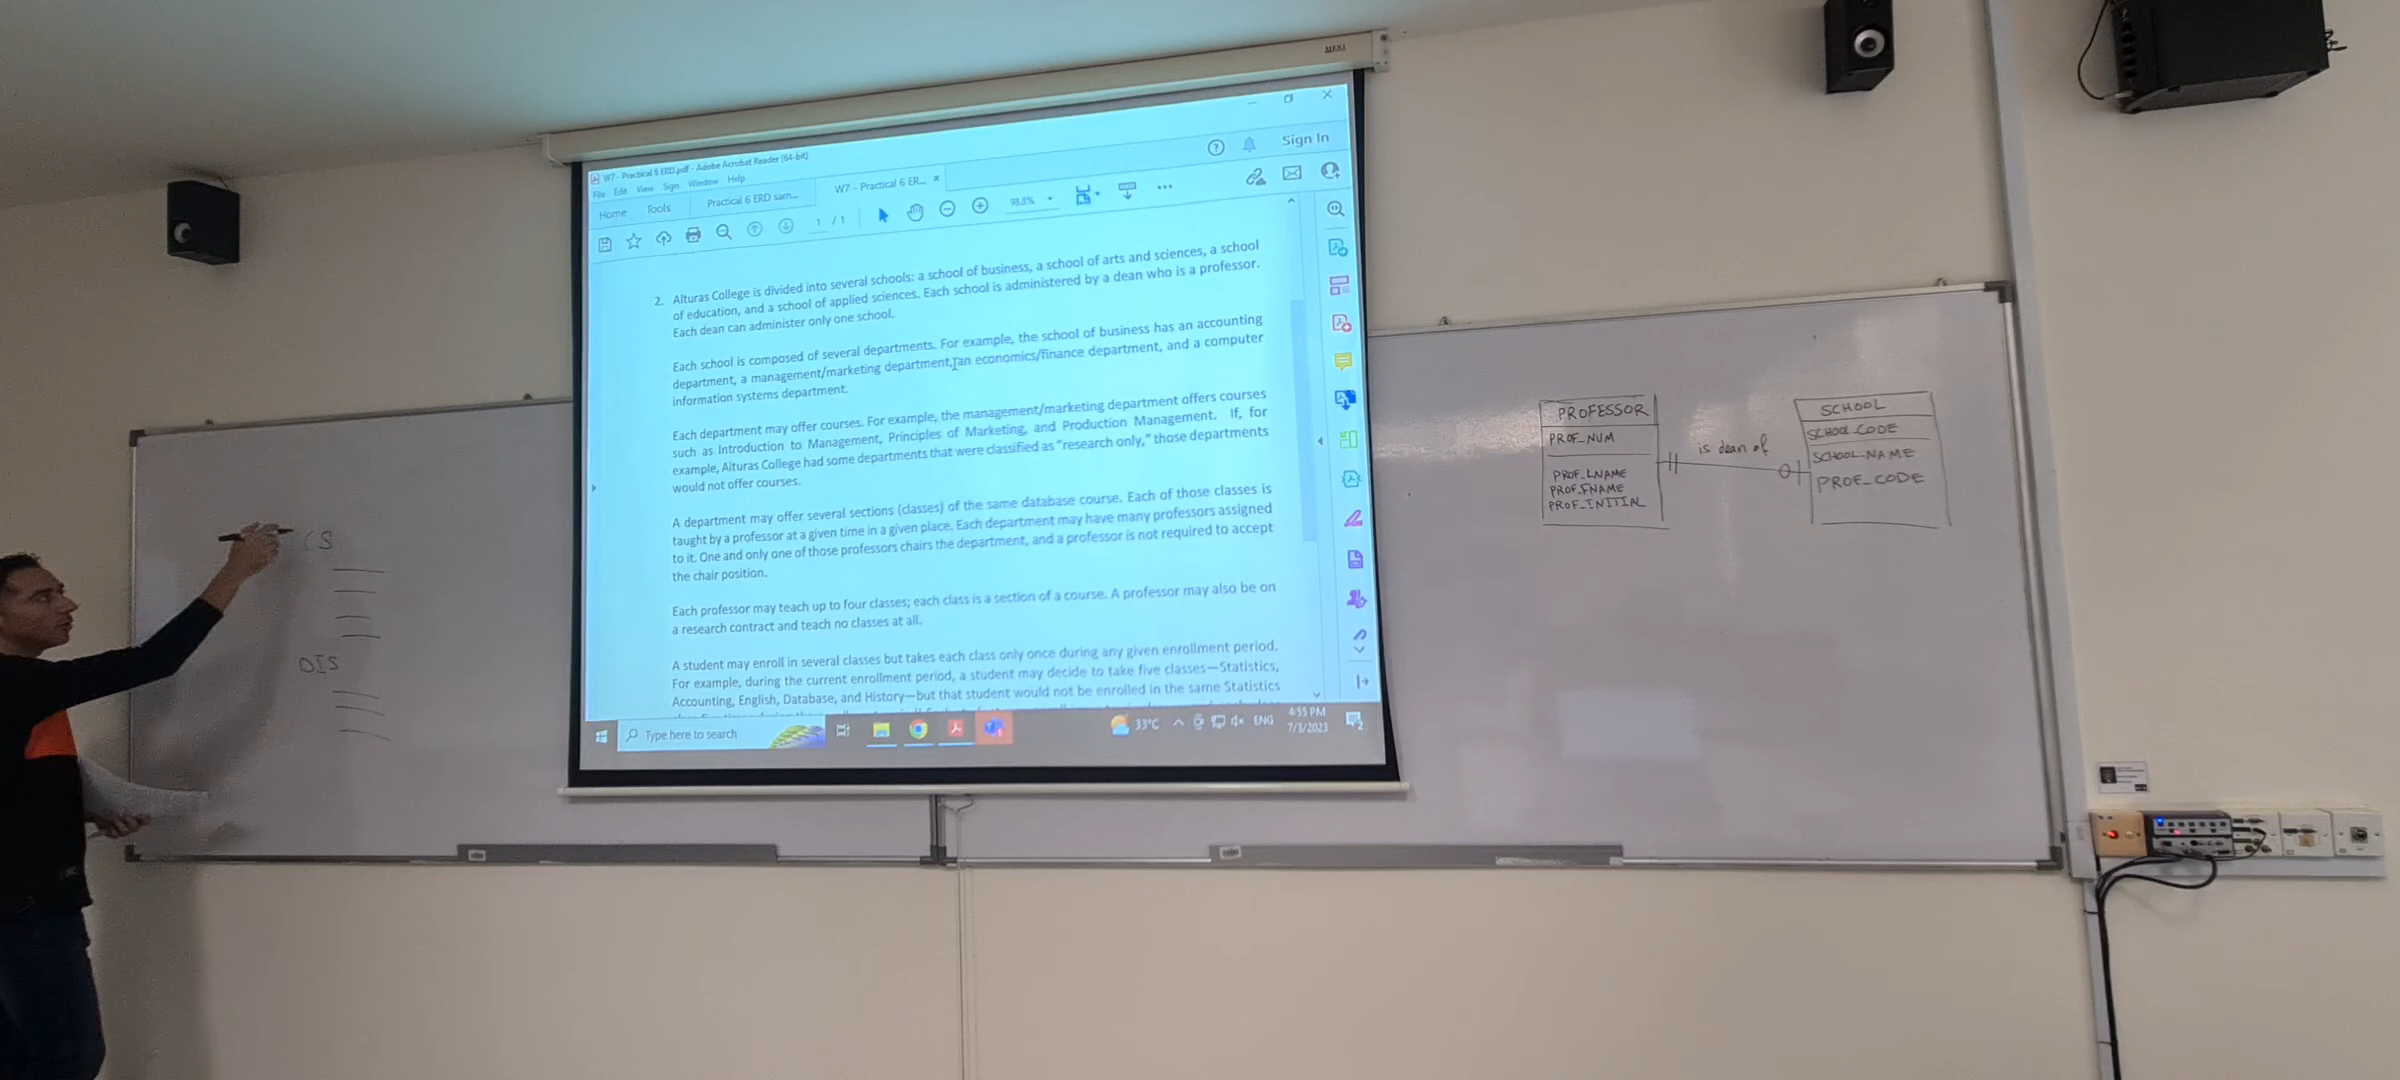 MEKI
W7 - Practical 6 ERD.pdf - Adobe Acrobat Reader (64-bit)
File Edit View Sign Window Help
Home Tools Practical 6 ERD sam... W7 - Practical 6 ER... ×
Sign In
1 / 1
93.8%
2. Alturas College is divided into several schools: a school of business, a school of arts and sciences, a school
of education, and a school of applied sciences. Each school is administered by a dean who is a professor.
Each dean can administer only one school.
Each school is composed of several departments. For example, the school of business has an accounting
department, a management/marketing department, an economics/finance department, and a computer
information systems department.
Each department may offer courses. For example, the management/marketing department offers courses
such as Introduction to Management, Principles of Marketing, and Production Management. If, for
example, Alturas College had some departments that were classified as “research only,” those departments
would not offer courses.
A department may offer several sections (classes) of the same database course. Each of those classes is
taught by a professor at a given time in a given place. Each department may have many professors assigned
to it. One and only one of those professors chairs the department, and a professor is not required to accept
the chair position.
Each professor may teach up to four classes; each class is a section of a course. A professor may also be on
a research contract and teach no classes at all.
A student may enroll in several classes but takes each class only once during any given enrollment period.
For example, during the current enrollment period, a student may decide to take five classes—Statistics,
Accounting, English, Database, and History—but that student would not be enrolled in the same Statistics
Type here to search
33°C
ENG
4:55 PM
7/3/2023
CS
DIS
PROFESSOR
PROF_NUM
PROF_LNAME
PROF_FNAME
PROF_INITIAL
is dean of
SCHOOL
SCHOOL_CODE
SCHOOL_NAME
PROF_CODE